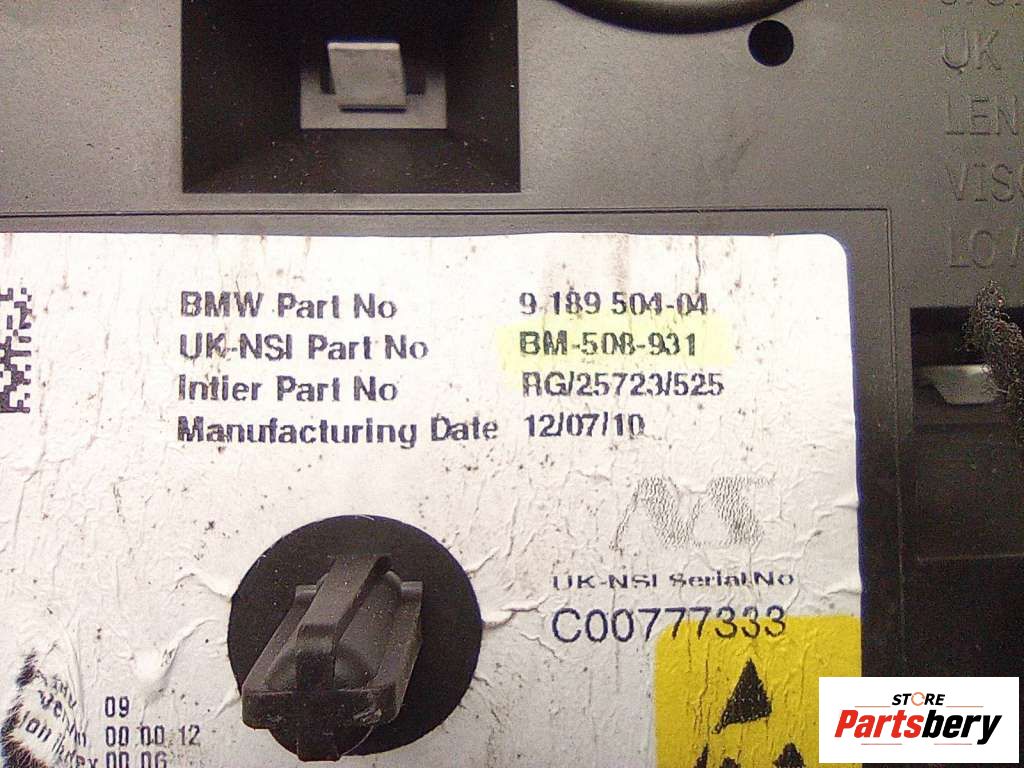 UK
LEN
VISC
BMW Part No 9 189 504-04
UK-NSI Part No BM-508-931
Intier Part No RG/25723/525
Manufacturing Date 12/07/10
UK-NSI Serial No
C00777333
09
00 00 12
00 06
STORE
Partsbery